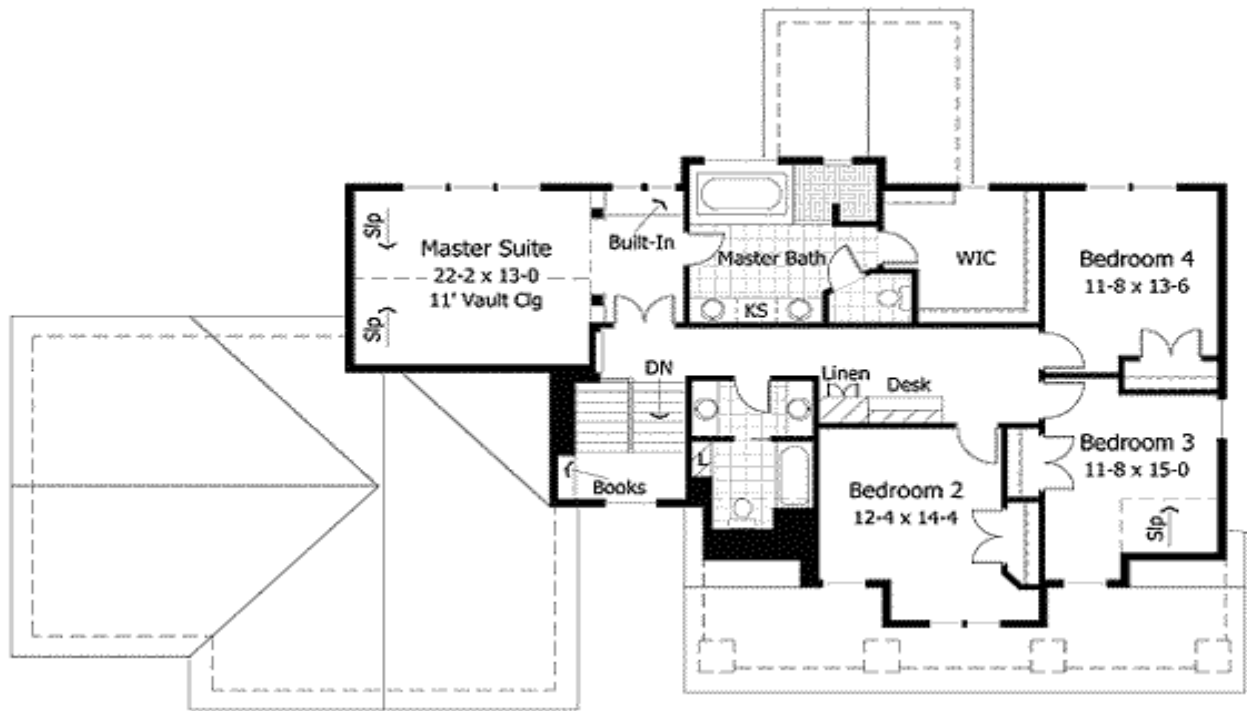 Slp
Master Suite
22-2 x 13-0
11' Vault Clg
Slp
Built-In
Master Bath
KS
WIC
Bedroom 4
11-8 x 13-6
DN
Linen
Desk
Books
L
Bedroom 2
12-4 x 14-4
Bedroom 3
11-8 x 15-0
Slp